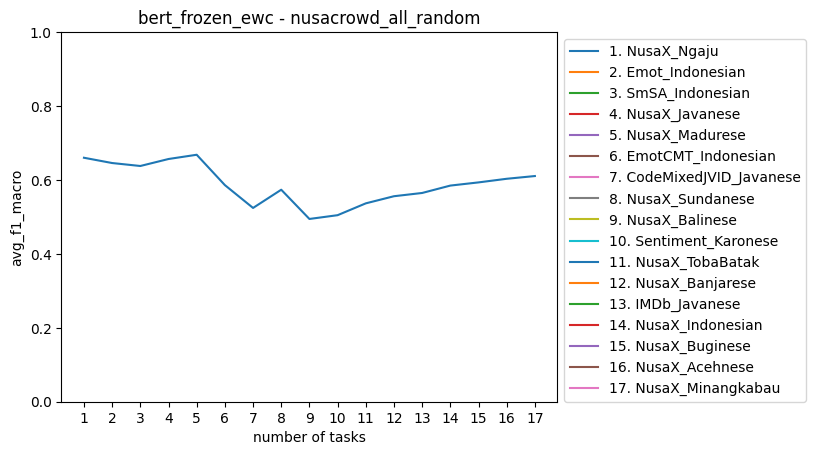 bert_frozen_ewc - nusacrowd_all_random
1.0
0.8
0.6
0.4
0.2
0.0
avg_f1_macro
1 2 3 4 5 6 7 8 9 10 11 12 13 14 15 16 17
number of tasks
1. NusaX_Ngaju
2. Emot_Indonesian
3. SmSA_Indonesian
4. NusaX_Javanese
5. NusaX_Madurese
6. EmotCMT_Indonesian
7. CodeMixedJVID_Javanese
8. NusaX_Sundanese
9. NusaX_Balinese
10. Sentiment_Karonese
11. NusaX_TobaBatak
12. NusaX_Banjarese
13. IMDb_Javanese
14. NusaX_Indonesian
15. NusaX_Buginese
16. NusaX_Acehnese
17. NusaX_Minangkabau